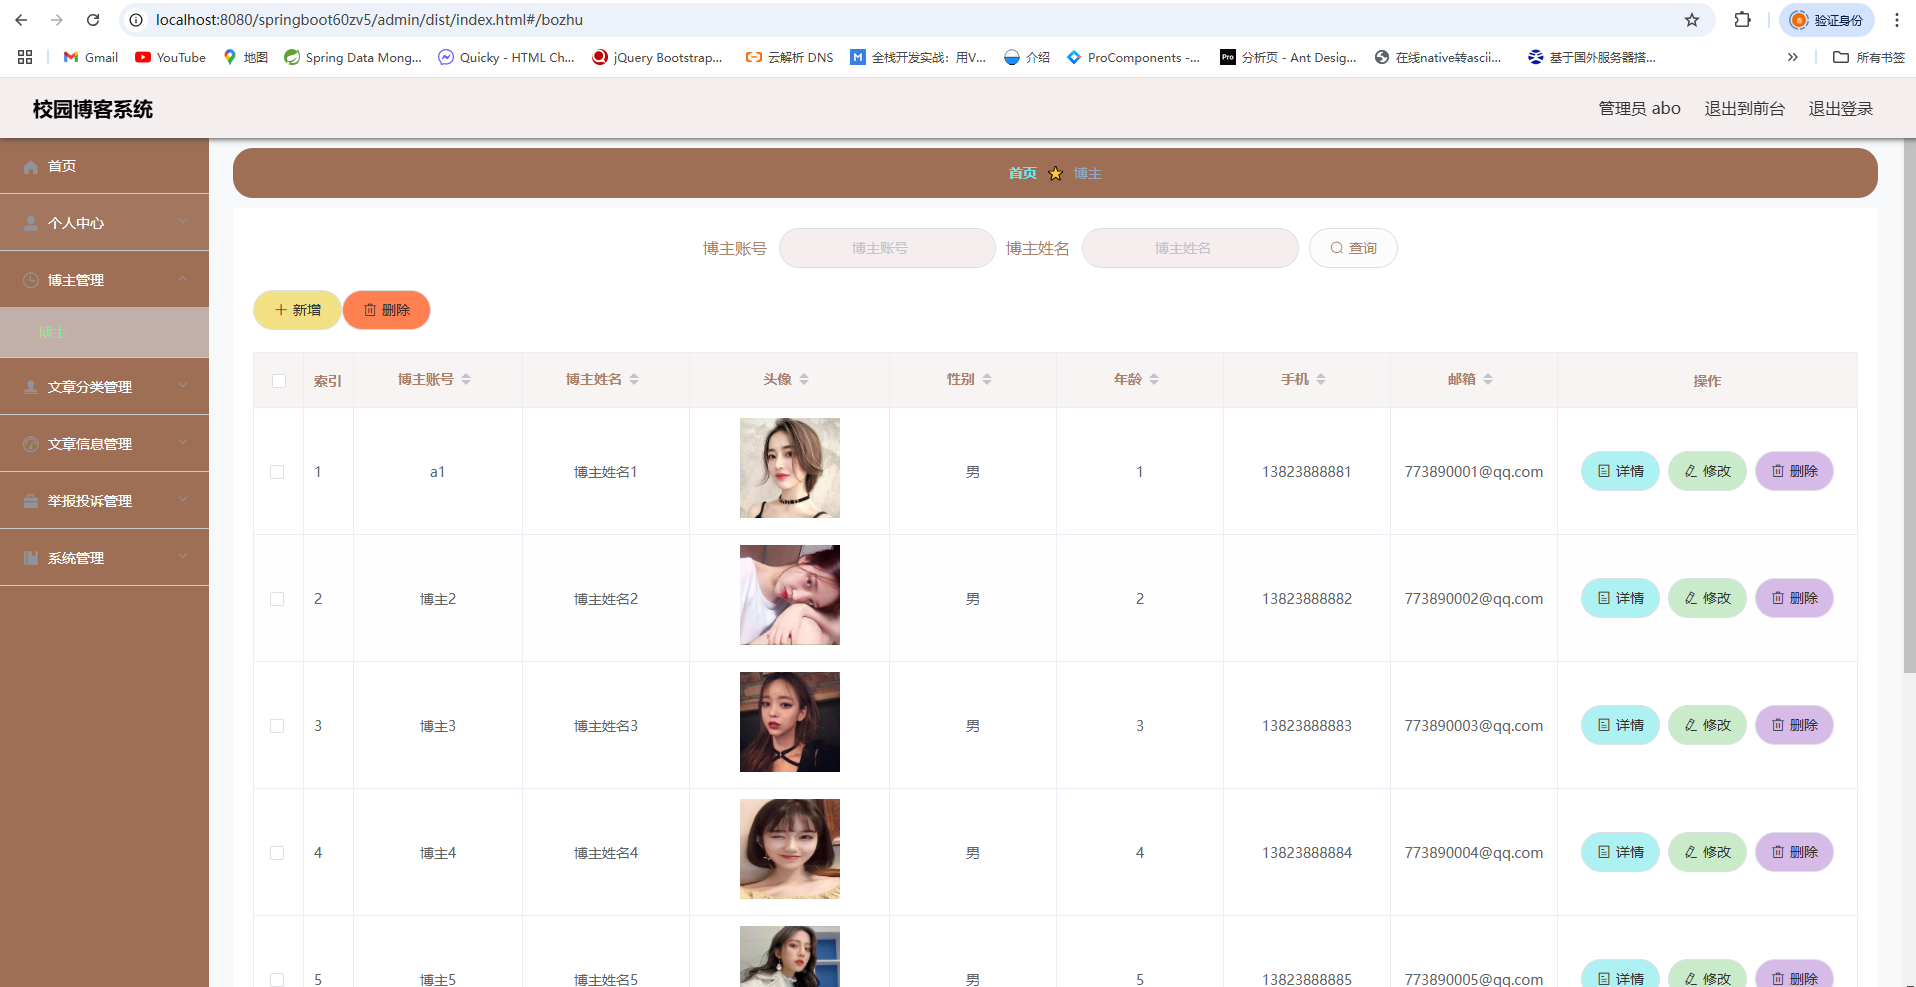 localhost:8080/springboot60zv5/admin/dist/index.html#/bozhu
验证身份
Gmail
YouTube
地图
Spring Data Mong...
Quicky - HTML Ch...
jQuery Bootstrap...
云解析 DNS
全栈开发实战：用V...
介绍
ProComponents -...
Pro 分析页 - Ant Desig...
在线native转ascii...
基于国外服务器搭...
所有书签
校园博客系统
管理员 abo 退出到前台 退出登录
首页
个人中心
博主管理
博主
文章分类管理
文章信息管理
举报投诉管理
系统管理
首页 博主
博主账号 博主账号 博主姓名 博主姓名 查询
新增 删除
索引 博主账号 博主姓名 头像 性别 年龄 手机 邮箱 操作
1 a1 博主姓名1 男 1 13823888881 773890001@qq.com 详情 修改 删除
2 博主2 博主姓名2 男 2 13823888882 773890002@qq.com 详情 修改 删除
3 博主3 博主姓名3 男 3 13823888883 773890003@qq.com 详情 修改 删除
4 博主4 博主姓名4 男 4 13823888884 773890004@qq.com 详情 修改 删除
5 博主5 博主姓名5 男 5 13823888885 773890005@qq.com 详情 修改 删除